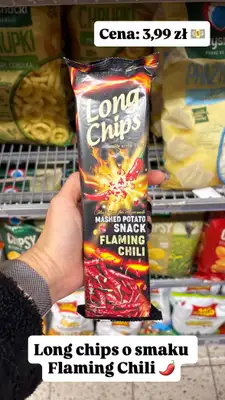 Cena: 3,99 zł 💵
Long
Chips
MASHED POTATO
SNACK
FLAMING
CHILI
Long chips o smaku
Flaming Chili 🌶️